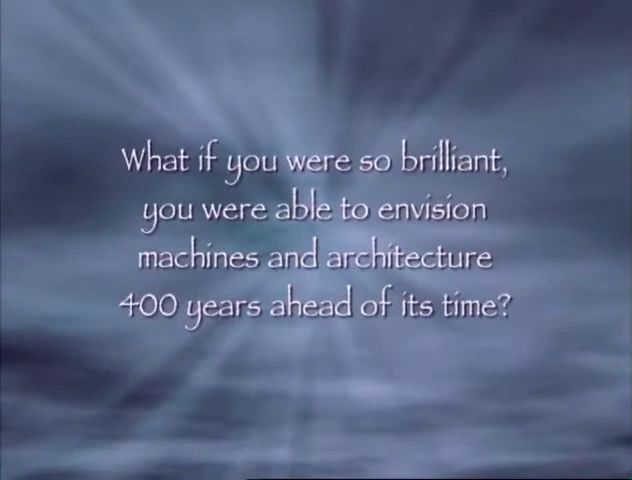 What if you were so brilliant,
you were able to envision
machines and architecture
400 years ahead of its time?